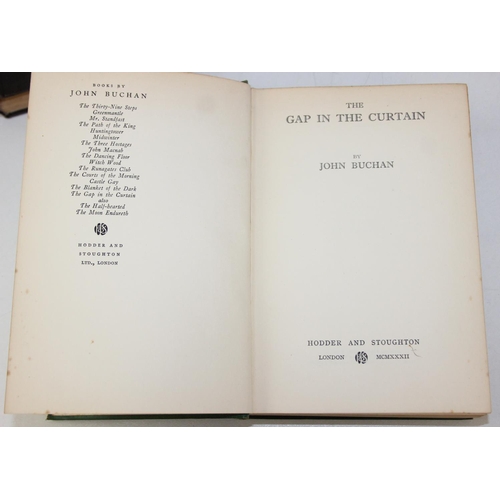 BOOKS BY
JOHN BUCHAN
The Thirty-Nine Steps
Greenmantle
Mr. Standfast
The Path of the King
Huntingtower
Midwinter
The Three Hostages
John Macnab
The Dancing Floor
Witch Wood
The Runagates Club
The Courts of the Morning
Castle Gay
The Blanket of the Dark
The Gap in the Curtain
also
The Half-hearted
The Moon Endureth
HODDER AND
STOUGHTON
LTD., LONDON
THE
GAP IN THE CURTAIN
BY
JOHN BUCHAN
HODDER AND STOUGHTON
LONDON MCMXXXII